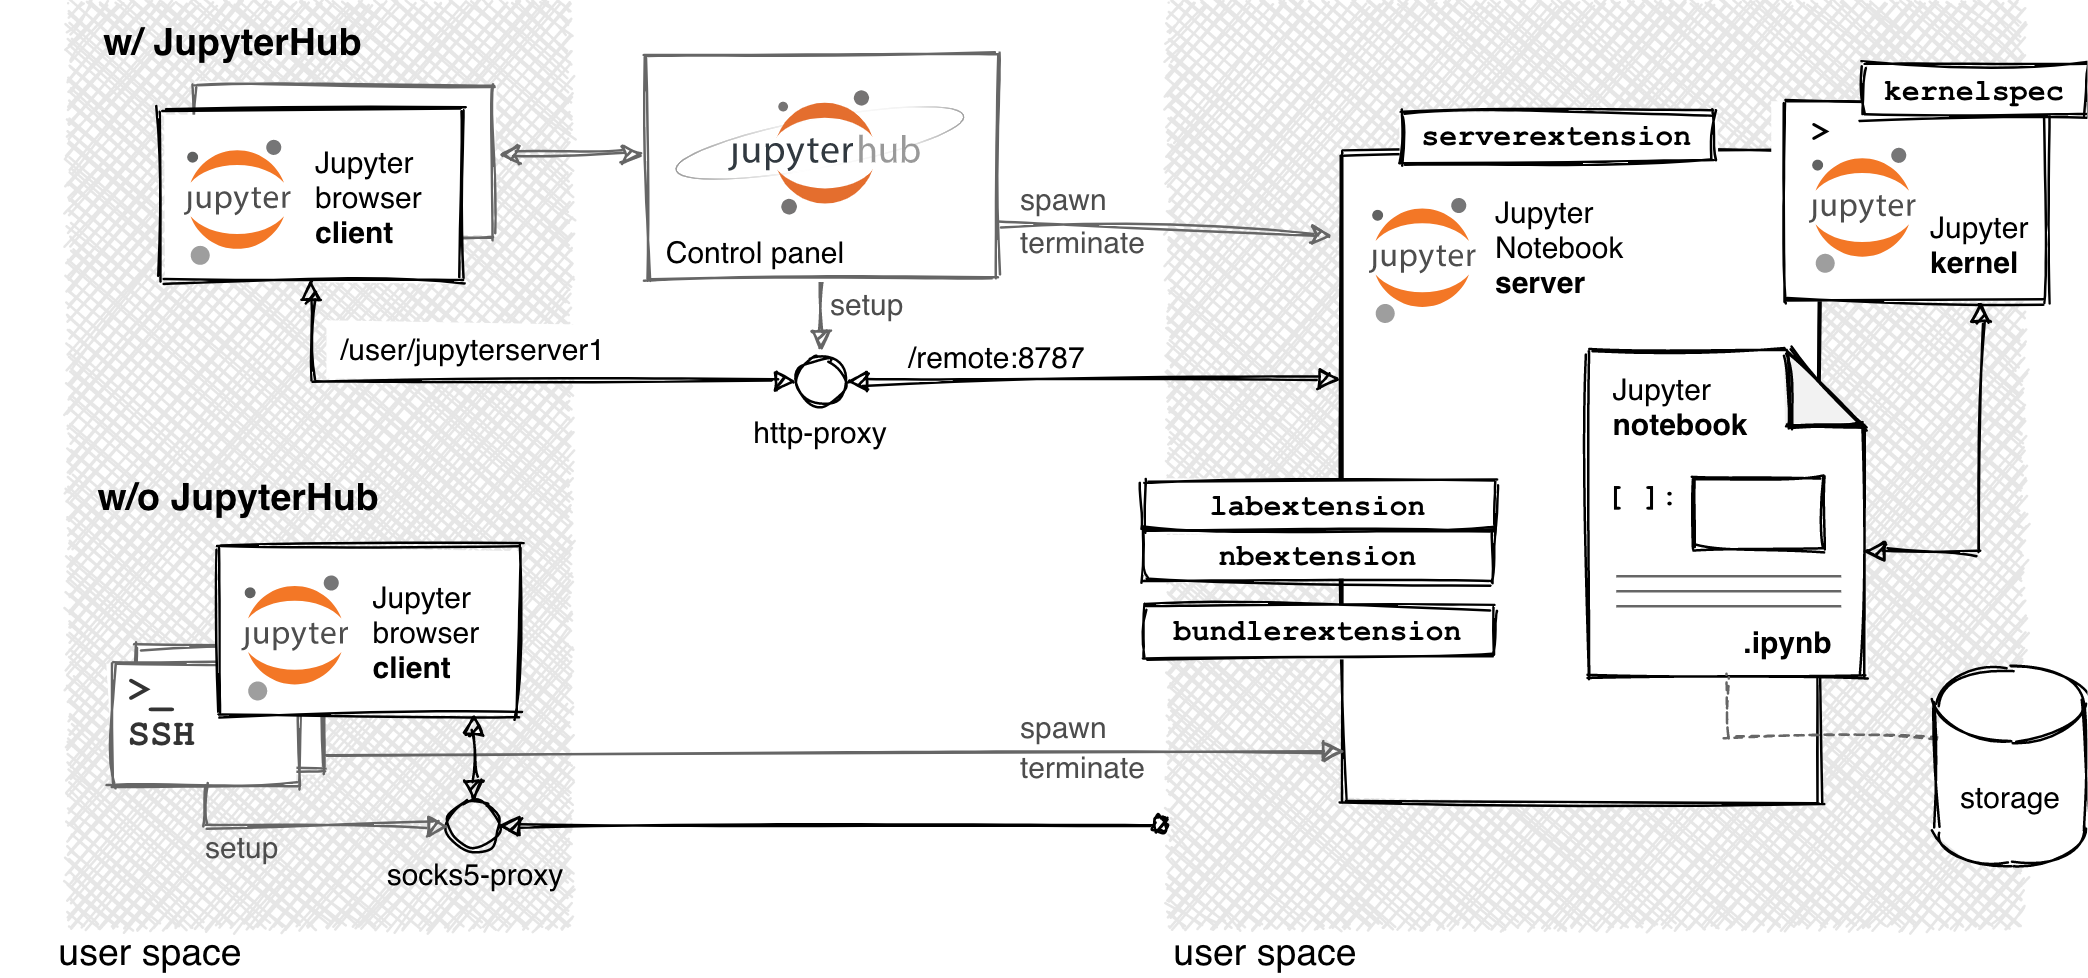 w/ JupyterHub
jupyter
Jupyter
browser
client
jupyterhub
Control panel
spawn
terminate
setup
/user/jupyterserver1
/remote:8787
http-proxy
serverextension
jupyter
Jupyter
Notebook
server
kernelspec
>
jupyter
Jupyter
kernel
Jupyter
notebook
[ ]:
.ipynb
labextension
nbextension
bundlerextension
storage
w/o JupyterHub
jupyter
Jupyter
browser
client
>_
SSH
spawn
terminate
setup
socks5-proxy
user space
user space